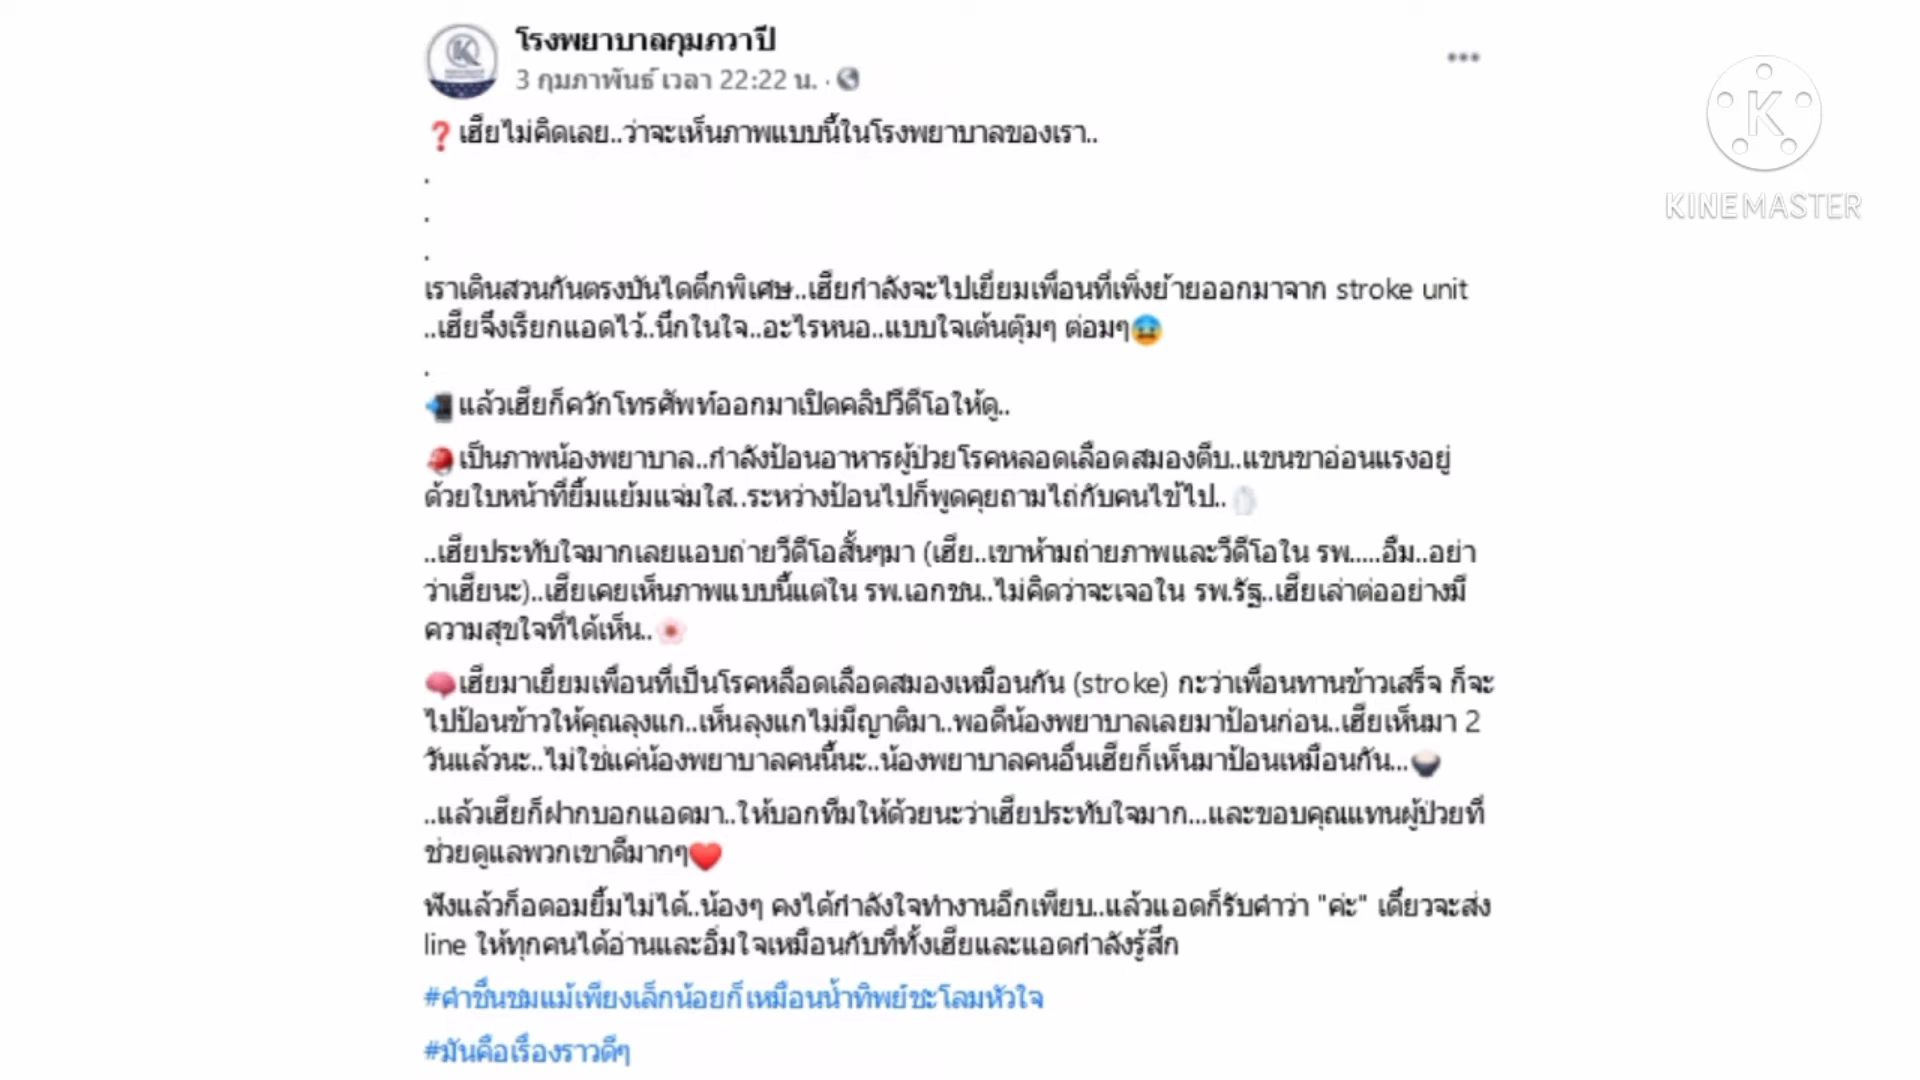 โรงพยาบาลกุมภวาปี
3 กุมภาพันธ์ เวลา 22:22 น. ·
❓เฮียไม่คิดเลย..ว่าจะเห็นภาพแบบนี้ในโรงพยาบาลของเรา..
.
.
.
เราเดินสวนกันตรงบันไดตึกพิเศษ..เฮียกำลังจะไปเยี่ยมเพื่อนที่เพิ่งย้ายออกมาจาก stroke unit
..เฮียจึงเรียกแอดไว้..นึกในใจ..อะไรหนอ..แบบใจเต้นตุ๊มๆ ต่อมๆ😨
.
📲แล้วเฮียก็ควักโทรศัพท์ออกมาเปิดคลิปวีดีโอให้ดู..
เป็นภาพน้องพยาบาล..กำลังป้อนอาหารผู้ป่วยโรคหลอดเลือดสมองตีบ..แขนขาอ่อนแรงอยู่
ด้วยใบหน้าที่ยิ้มแย้มแจ่มใส..ระหว่างป้อนไปก็พูดคุยถามไถ่กับคนไข้ไป..
..เฮียประทับใจมากเลยแอบถ่ายวีดีโอสั้นๆมา (เฮีย..เขาห้ามถ่ายภาพและวีดีโอใน รพ.....อืม..อย่า
ว่าเฮียนะ)..เฮียเคยเห็นภาพแบบนี้แต่ใน รพ.เอกชน..ไม่คิดว่าจะเจอใน รพ.รัฐ..เฮียเล่าต่ออย่างมี
ความสุขใจที่ได้เห็น..🌸
🧠เฮียมาเยี่ยมเพื่อนที่เป็นโรคหลือดเลือดสมองเหมือนกัน (stroke) กะว่าเพื่อนทานข้าวเสร็จ ก็จะ
ไปป้อนข้าวให้คุณลุงแก..เห็นลุงแกไม่มีญาติมา..พอดีน้องพยาบาลเลยมาป้อนก่อน..เฮียเห็นมา 2
วันแล้วนะ..ไม่ใช่แค่น้องพยาบาลคนนี้นะ..น้องพยาบาลคนอื่นเฮียก็เห็นมาป้อนเหมือนกัน...🍚
..แล้วเฮียก็ฝากบอกแอดมา..ให้บอกทีมให้ด้วยนะว่าเฮียประทับใจมาก...และขอบคุณแทนผู้ป่วยที่
ช่วยดูแลพวกเขาดีมากๆ❤️
ฟังแล้วก็อดอมยิ้มไม่ได้..น้องๆ คงได้กำลังใจทำงานอีกเพียบ..แล้วแอดก็รับคำว่า "ค่ะ" เดี๋ยวจะส่ง
line ให้ทุกคนได้อ่านและอิ่มใจเหมือนกับที่ทั้งเฮียและแอดกำลังรู้สึก
#คำชื่นชมแม้เพียงเล็กน้อยก็เหมือนน้ำทิพย์ชะโลมหัวใจ
#มันคือเรื่องราวดีๆ
K
KINEMASTER